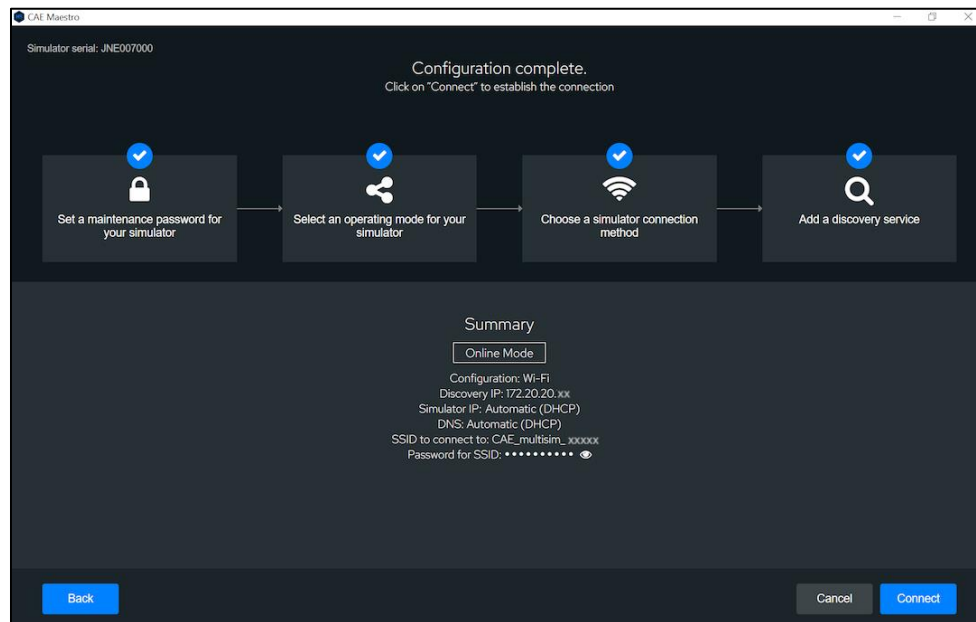 CAE Maestro
Simulator serial: JNE007000
Configuration complete.
Click on "Connect" to establish the connection
Set a maintenance password for
your simulator
Select an operating mode for your
simulator
Choose a simulator connection
method
Add a discovery service
Summary
Online Mode
Configuration: Wi-Fi
Discovery IP: 172.20.20.xx
Simulator IP: Automatic (DHCP)
DNS: Automatic (DHCP)
SSID to connect to: CAE_multisim_ xxxxx
Password for SSID: ••••••••••
Back
Cancel
Connect